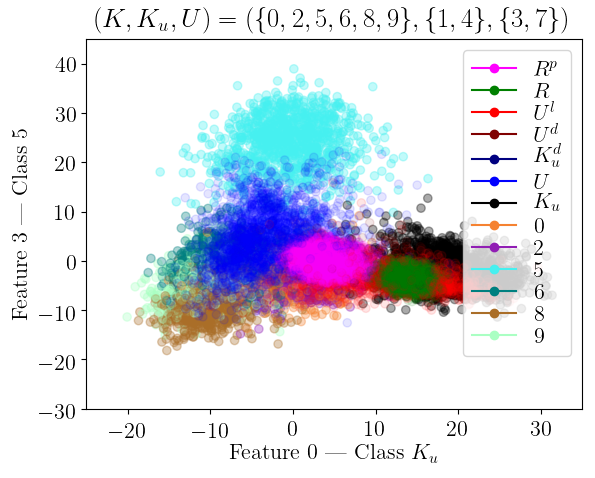 (K, K_u, U) = ({0, 2, 5, 6, 8, 9}, {1, 4}, {3, 7})
Feature 3 — Class 5
40
30
20
10
0
−10
−20
−30
−20
−10
0
10
20
30
Feature 0 — Class K_u
R^p
R
U^l
U^d
K_u^d
U
K_u
0
2
5
6
8
9